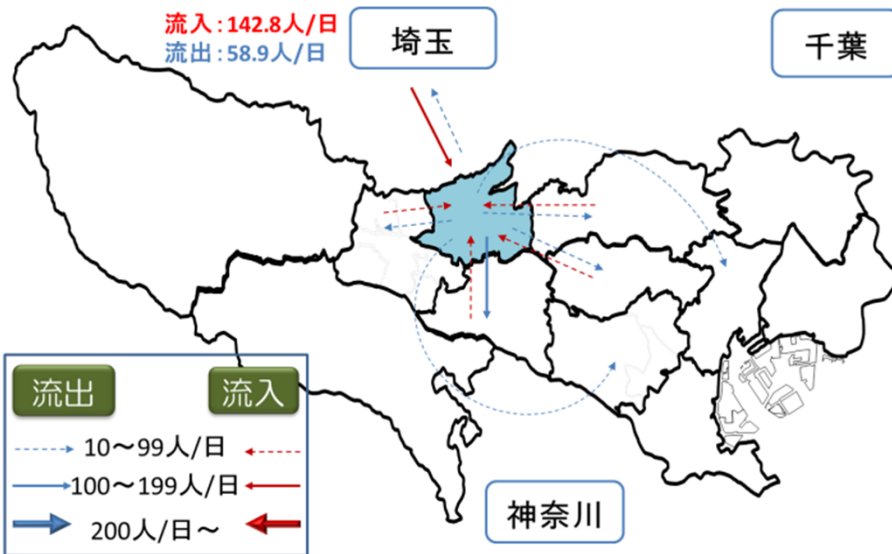 流入:142.8人/日
流出:58.9人/日
埼玉
千葉
流出
流入
10～99人/日
100～199人/日
200人/日～
神奈川